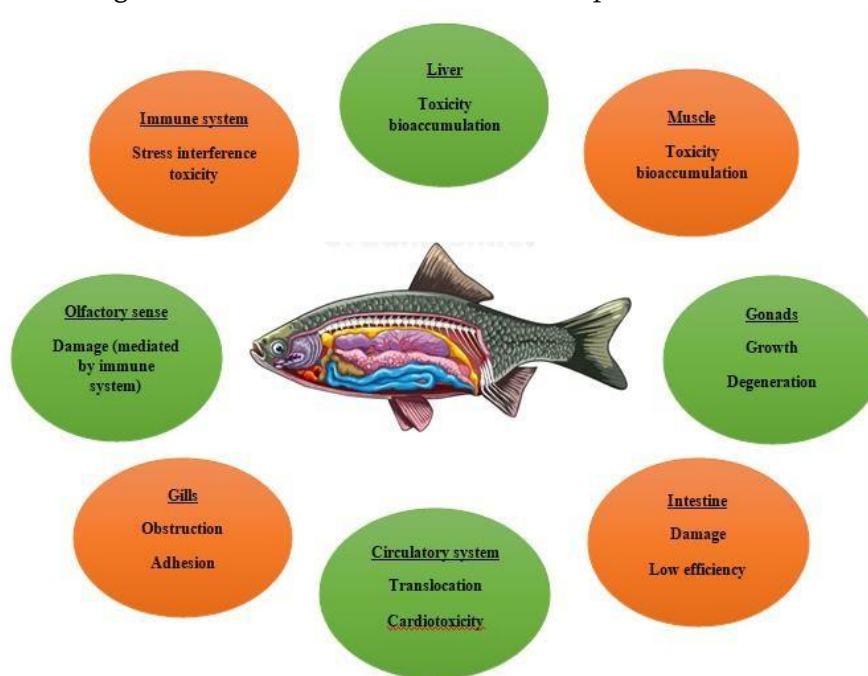 Liver
Toxicity
bioaccumulation
Immune system
Stress interference
toxicity
Muscle
Toxicity
bioaccumulation
Olfactory sense
Damage (mediated
by immune
system)
Gonads
Growth
Degeneration
Gills
Obstruction
Adhesion
Intestine
Damage
Low efficiency
Circulatory system
Translocation
Cardiotoxicity